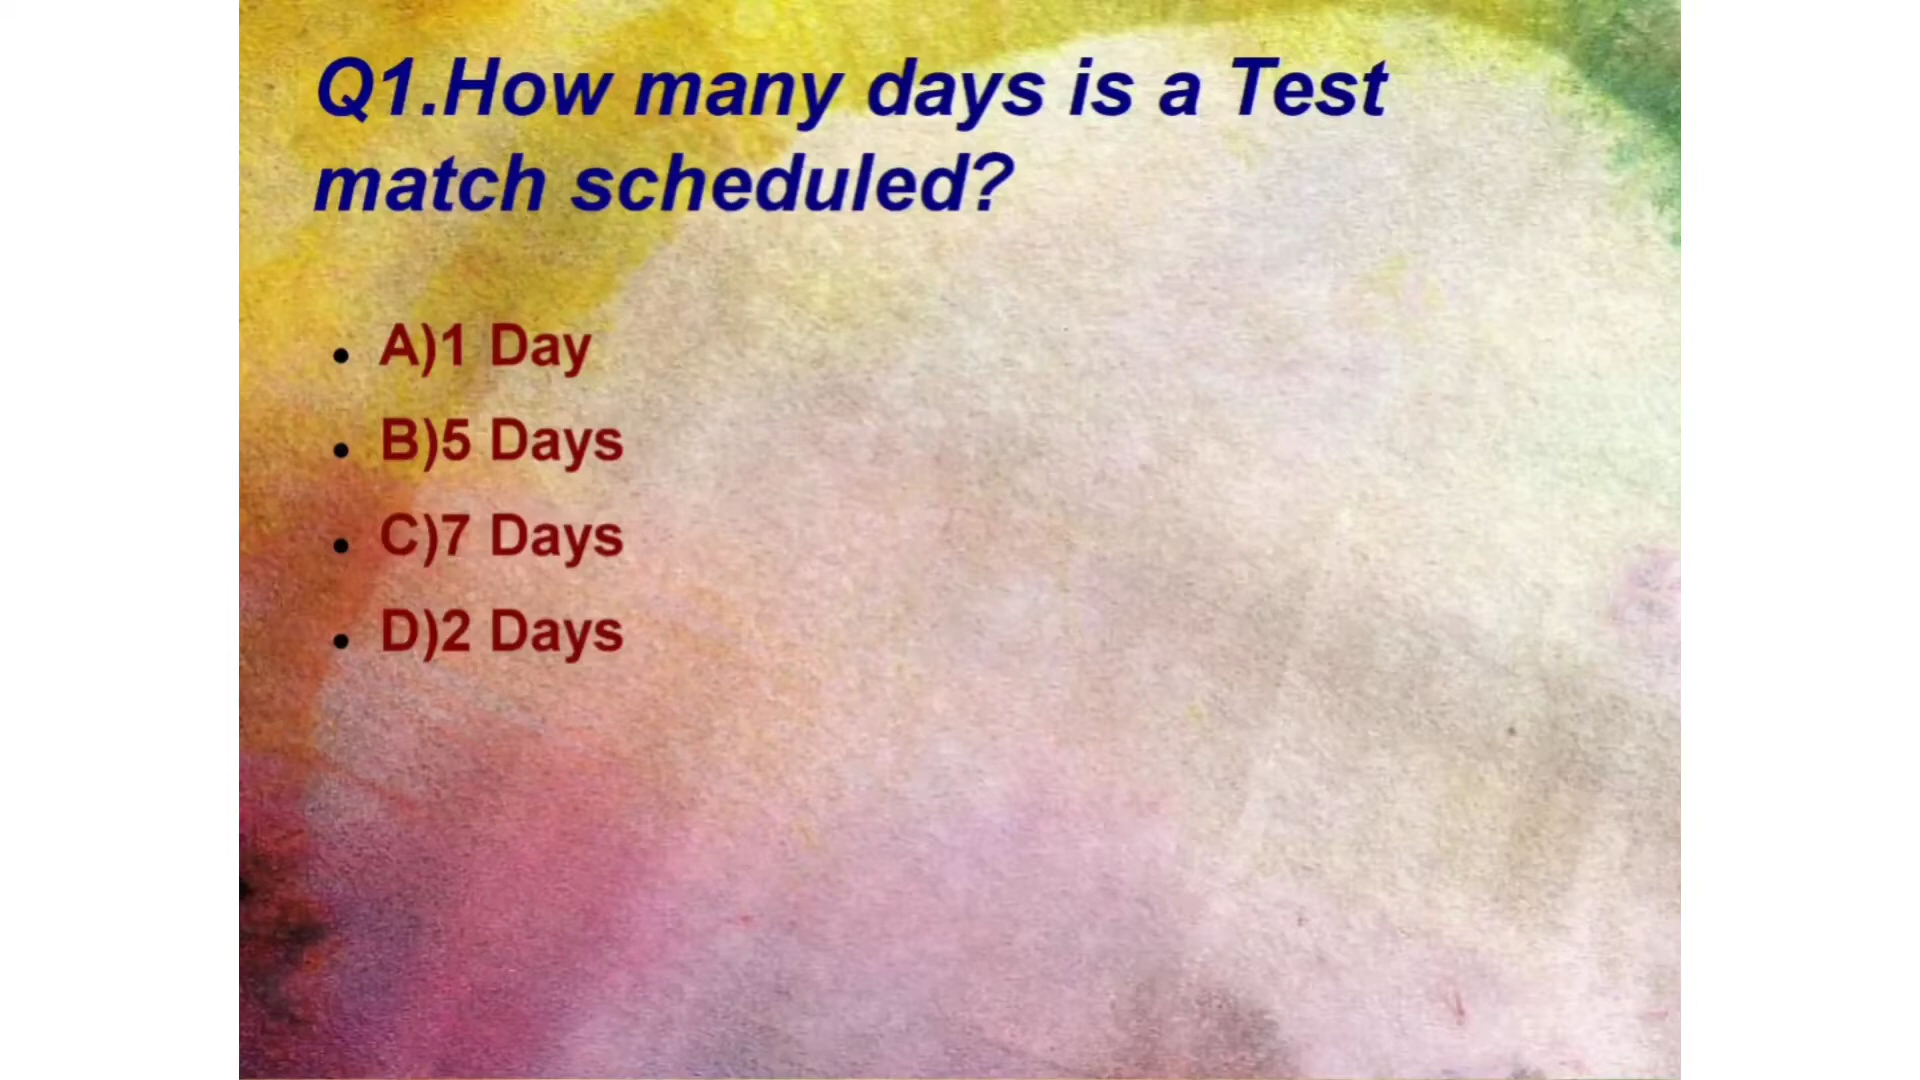 Q1.How many days is a Test
match scheduled?
• A)1 Day
• B)5 Days
• C)7 Days
• D)2 Days